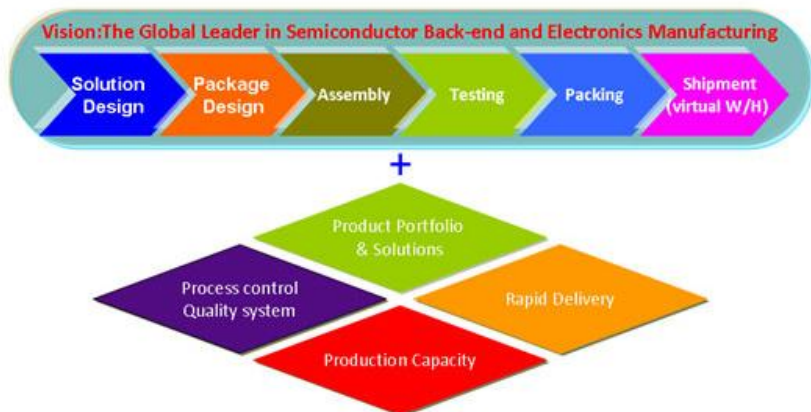 Vision:The Global Leader in Semiconductor Back-end and Electronics Manufacturing
Solution
Design
Package
Design
Assembly
Testing
Packing
Shipment
(virtual W/H)
+
Product Portfolio
& Solutions
Process control
Quality system
Rapid Delivery
Production Capacity